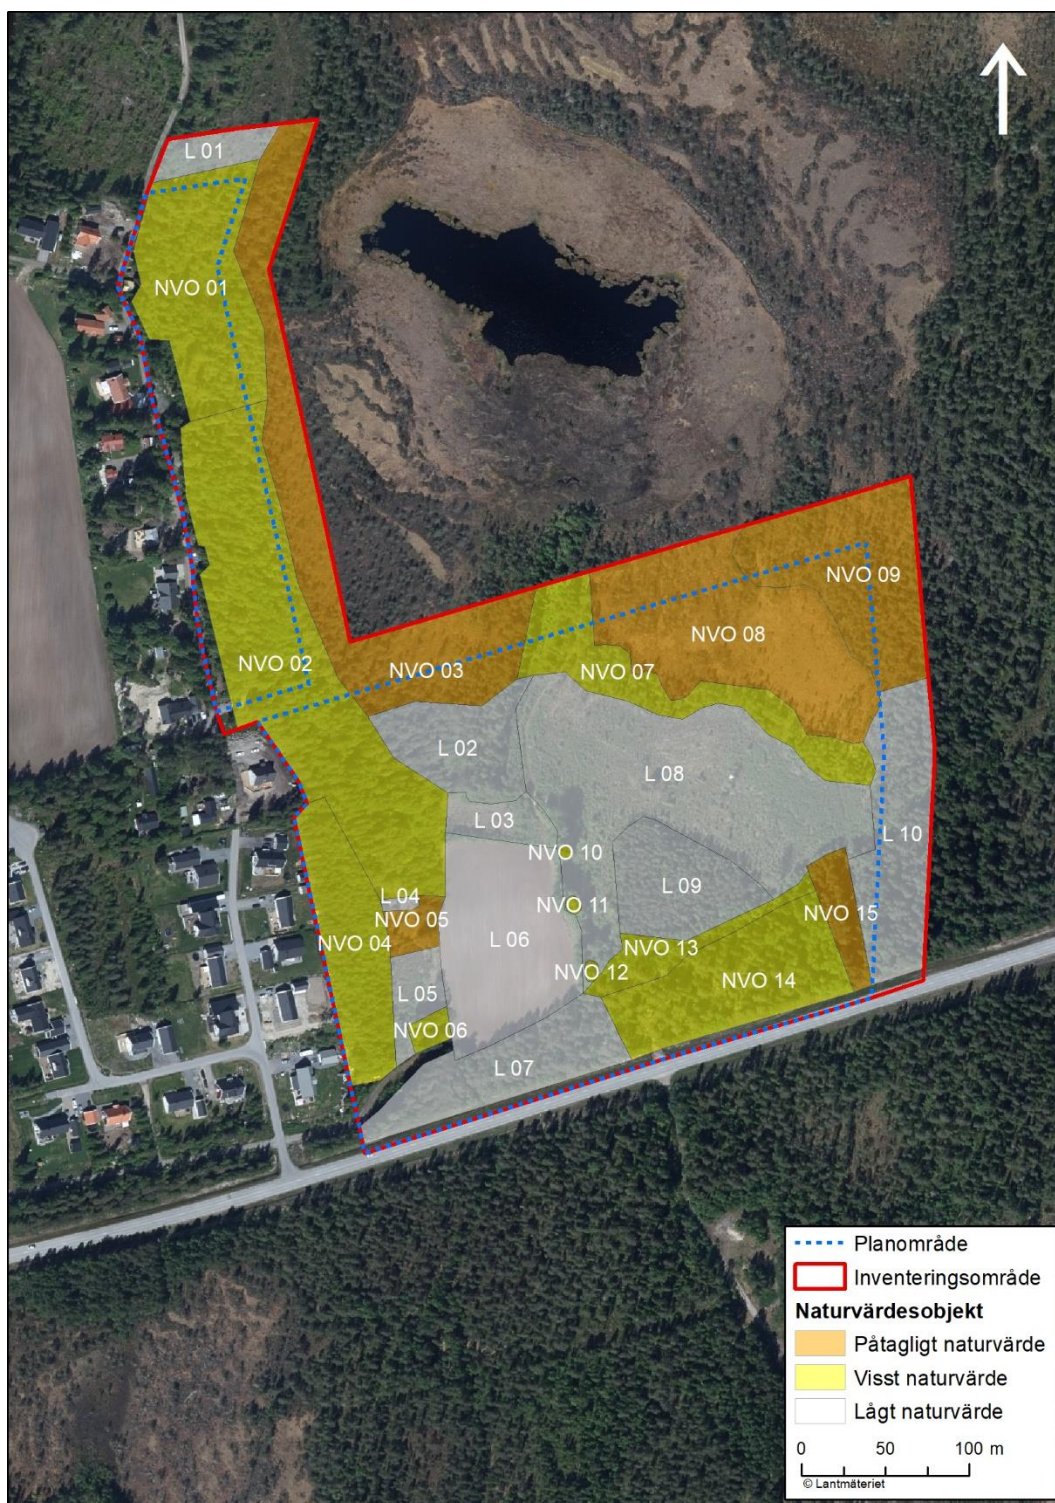 L 01
NVO 01
NVO 09
NVO 08
NVO 02
NVO 03
NVO 07
L 02
L 08
L 03
L 10
NVO 10
L 09
L 04
NVO 11
NVO 05
NVO 15
NVO 04
L 06
NVO 13
NVO 12
NVO 14
L 05
NVO 06
L 07
Planområde
Inventeringsområde
Naturvärdesobjekt
Påtagligt naturvärde
Visst naturvärde
Lågt naturvärde
0 50 100 m
© Lantmäteriet